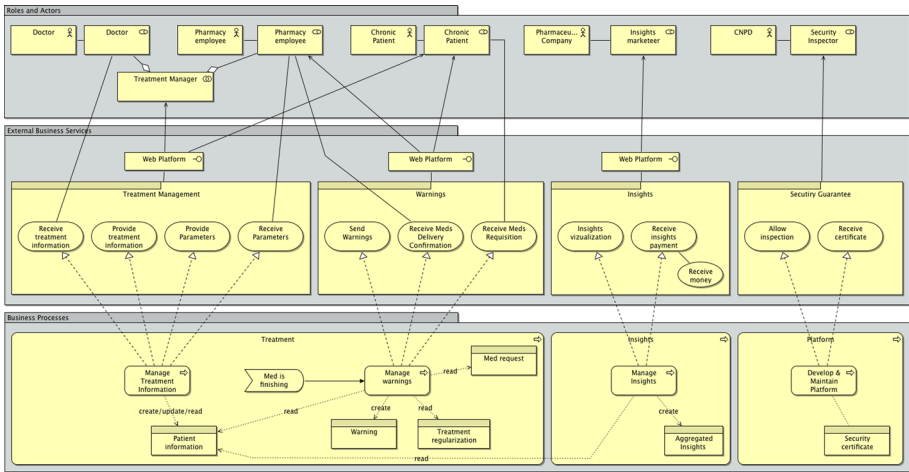 Roles and Actors
Doctor
Doctor
Pharmacy
employee
Pharmacy
employee
Chronic
Patient
Chronic
Patient
Pharmaceu...
Company
Insights
marketeer
CNPD
Security
Inspector
Treatment Manager
External Business Services
Web Platform
Web Platform
Web Platform
Treatment Management
Warnings
Insights
Secutiry Guarantee
Receive
treatment
information
Provide
treatment
information
Provide
Parameters
Receive
Parameters
Send
Warnings
Receive Meds
Delivery
Confirmation
Receive Meds
Requisition
Insights
vizualization
Receive
insights
payment
Receive
money
Allow
inspection
Receive
certificate
Business Processes
Treatment
Insights
Platform
Manage
Treatment
Information
Med is
finishing
Manage
warnings
Med request
Manage
Insights
Develop &
Maintain
Platform
read
create/update/read
read
create
read
create
Patient
information
Warning
Treatment
regularization
Aggregated
Insights
Security
certificate
read